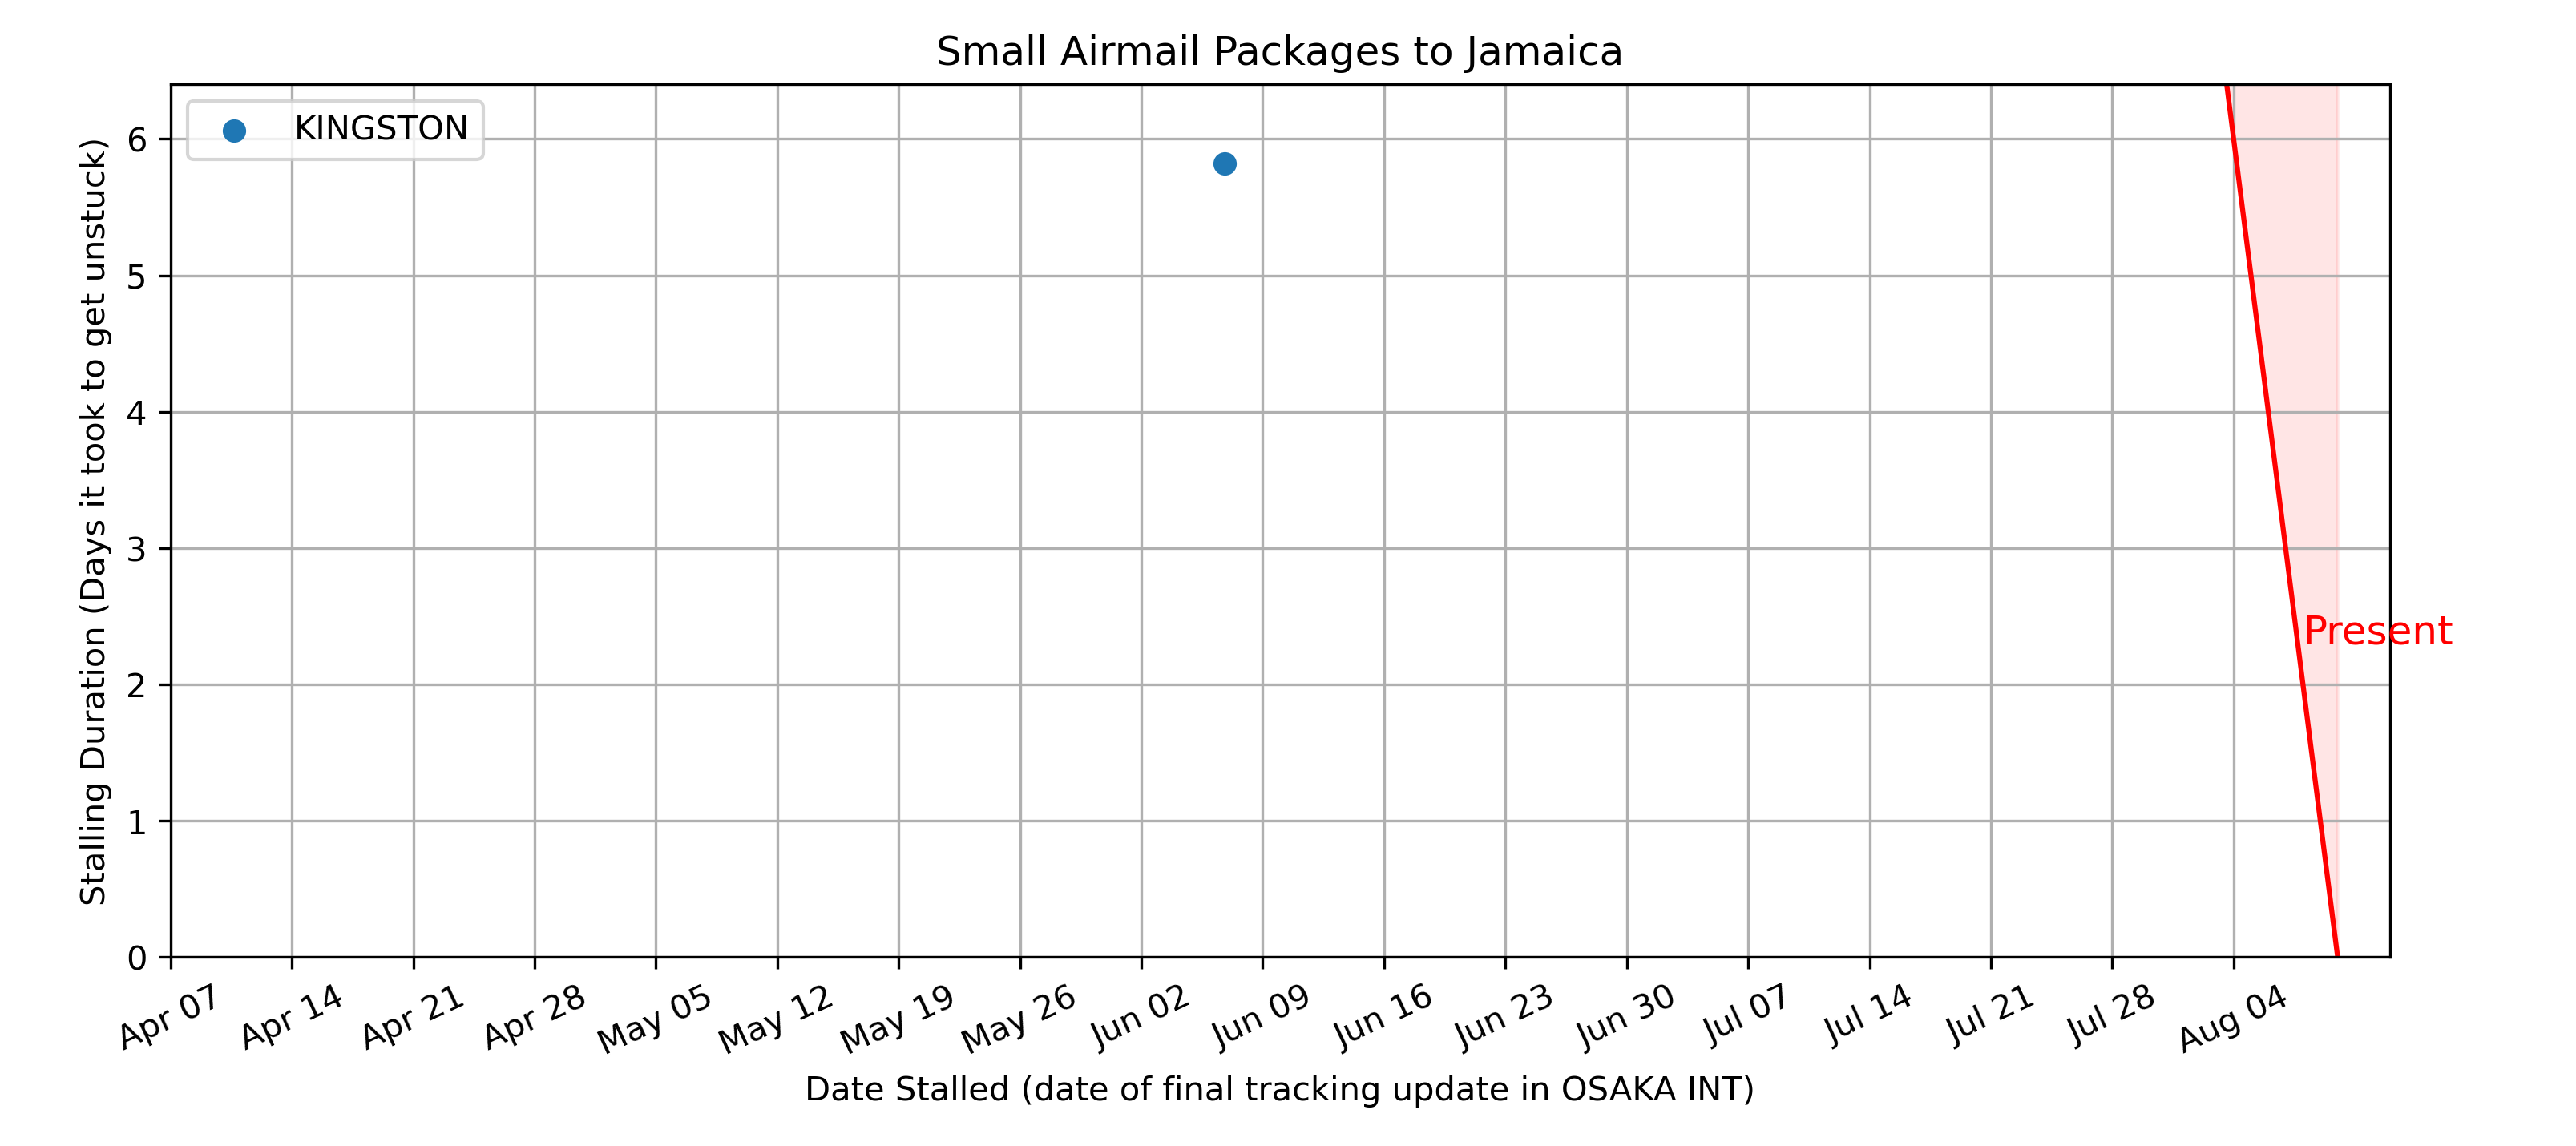 Small Airmail Packages to Jamaica
KINGSTON
Stalling Duration (Days it took to get unstuck)
6
5
4
3
2
1
0
Present
Apr 07
Apr 14
Apr 21
Apr 28
May 05
May 12
May 19
May 26
Jun 02
Jun 09
Jun 16
Jun 23
Jun 30
Jul 07
Jul 14
Jul 21
Jul 28
Aug 04
Date Stalled (date of final tracking update in OSAKA INT)